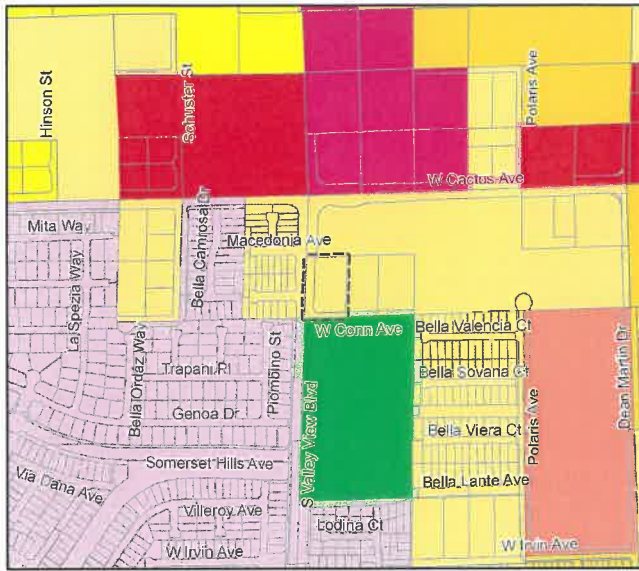 Hinson St
Schuster St
Polaris Ave
W Cactus Ave
Mita Way
La Spezia Way
Bella Camrosa Dr
Macedonia Ave
W Conn Ave
Bella Valencia Ct
Dean Martin Dr
Bella Ordaz Way
Trapani Pl
Piombino St
Bella Sovana Ct
Genoa Dr
S Valley View Blvd
Bella Viera Ct
Polaris Ave
Somerset Hills Ave
Via Dana Ave
Villeroy Ave
Bella Lante Ave
Lodina Ct
W Irvin Ave
W Irvin Ave